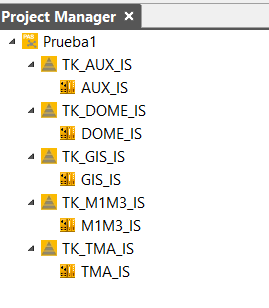 Project Manager
Prueba1
TK_AUX_IS
AUX_IS
TK_DOME_IS
DOME_IS
TK_GIS_IS
GIS_IS
TK_M1M3_IS
M1M3_IS
TK_TMA_IS
TMA_IS